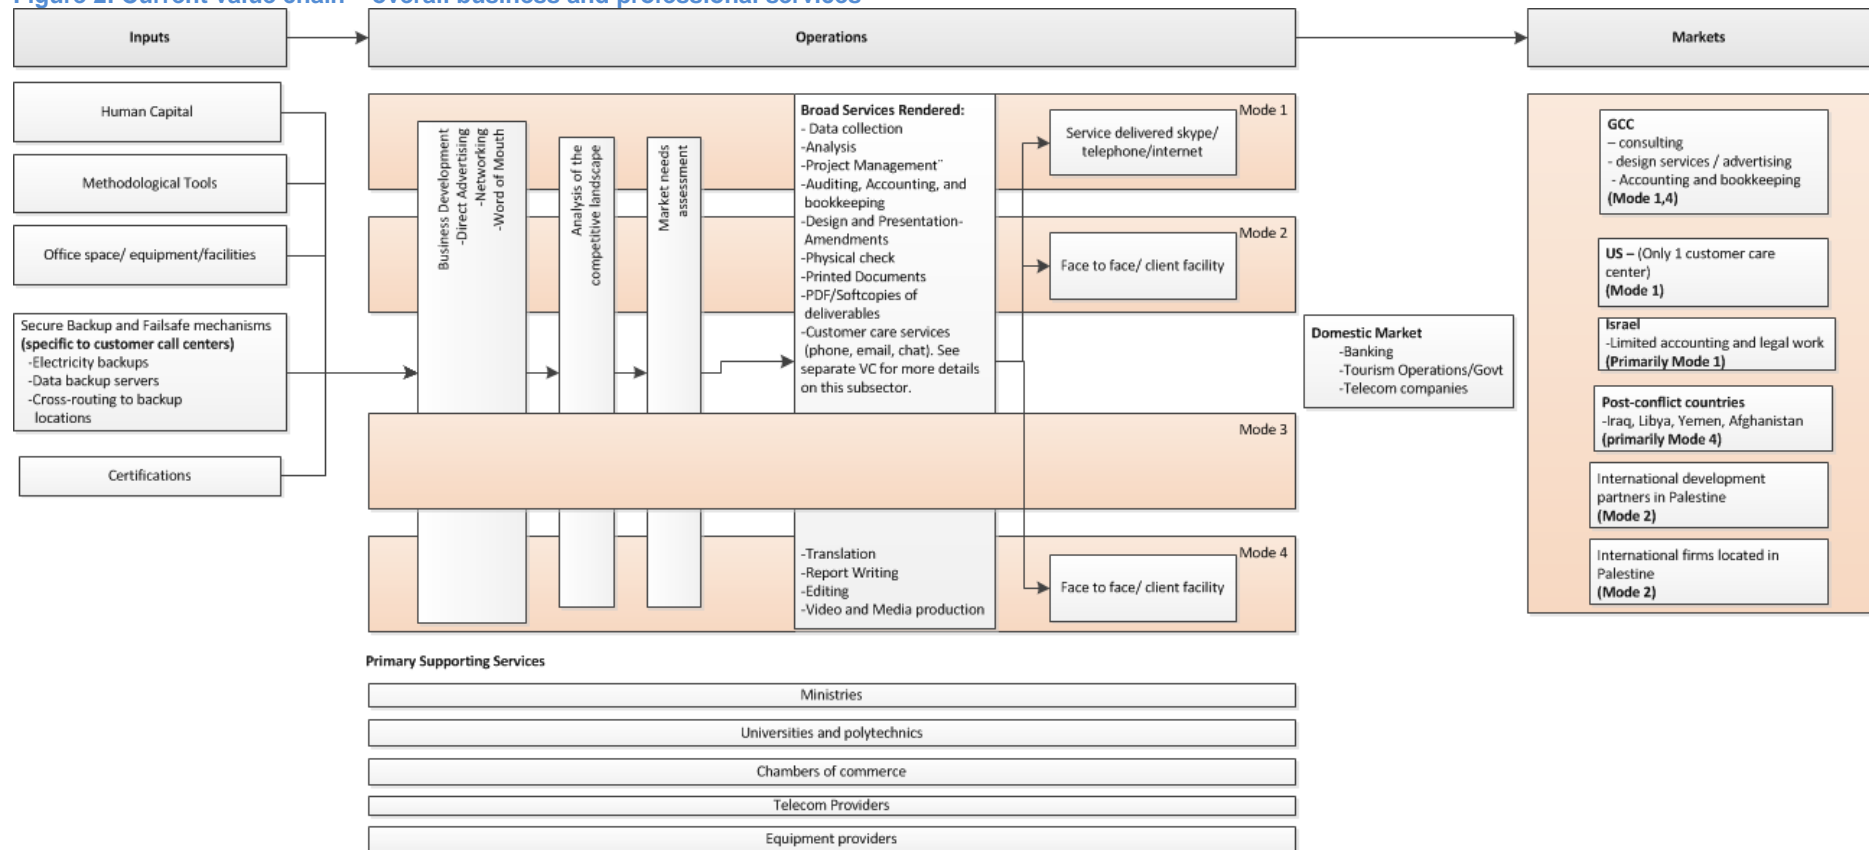 Figure 2: Current value chain – overall business and professional services
Inputs
Operations
Markets
Human Capital
Methodological Tools
Office space/ equipment/facilities
Secure Backup and Failsafe mechanisms
(specific to customer call centers)
-Electricity backups
-Data backup servers
-Cross-routing to backup
locations
Certifications
Business Development
-Direct Advertising
-Networking
-Word of Mouth
Analysis of the
competitive landscape
Market needs
assessment
Broad Services Rendered:
- Data collection
-Analysis
-Project Management¨
-Auditing, Accounting, and
bookkeeping
-Design and Presentation-
Amendments
-Physical check
-Printed Documents
-PDF/Softcopies of
deliverables
-Customer care services
(phone, email, chat). See
separate VC for more details
on this subsector.
-Translation
-Report Writing
-Editing
-Video and Media production
Mode 1
Service delivered skype/
telephone/internet
Mode 2
Face to face/ client facility
Mode 3
Mode 4
Face to face/ client facility
Domestic Market
-Banking
-Tourism Operations/Govt
-Telecom companies
GCC
– consulting
- design services / advertising
- Accounting and bookkeeping
(Mode 1,4)
US – (Only 1 customer care
center)
(Mode 1)
Israel
-Limited accounting and legal work
(Primarily Mode 1)
Post-conflict countries
-Iraq, Libya, Yemen, Afghanistan
(primarily Mode 4)
International development
partners in Palestine
(Mode 2)
International firms located in
Palestine
(Mode 2)
Primary Supporting Services
Ministries
Universities and polytechnics
Chambers of commerce
Telecom Providers
Equipment providers